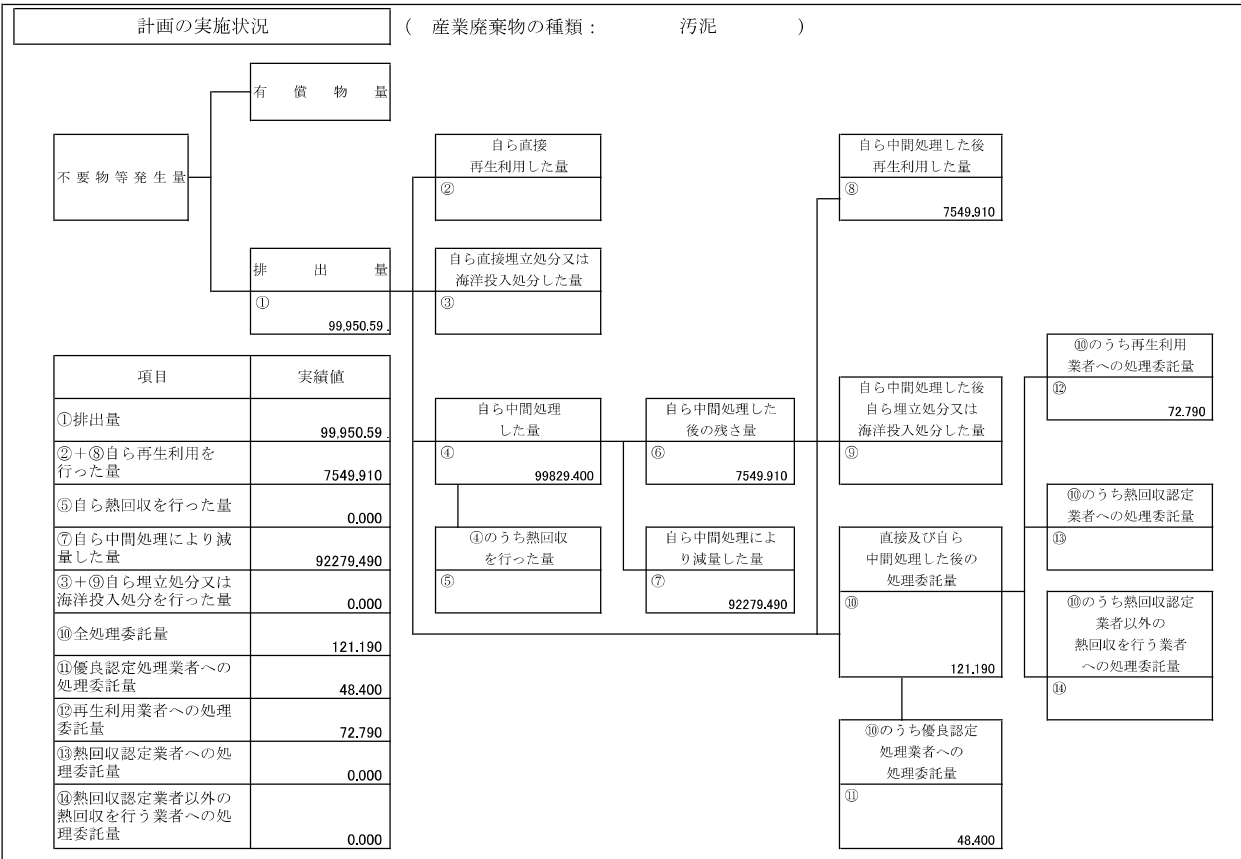 計画の実施状況
( 産業廃棄物の種類： 汚泥 )
有償物量
不要物等発生量
自ら直接
再生利用した量
②
自ら中間処理した後
再生利用した量
⑧
7549.910
排出量
①
99,950.59.
自ら直接埋立処分又は
海洋投入処分した量
③
自ら中間処理
した量
④
99829.400
自ら中間処理した
後の残さ量
⑥
7549.910
自ら中間処理した後
自ら埋立処分又は
海洋投入処分した量
⑨
⑩のうち再生利用
業者への処理委託量
⑫
72.790
④のうち熱回収
を行った量
⑤
自ら中間処理によ
り減量した量
⑦
92279.490
直接及び自ら
中間処理した後の
処理委託量
⑩
121.190
⑩のうち熱回収認定
業者への処理委託量
⑬
⑩のうち熱回収認定
業者以外の
熱回収を行う業者
への処理委託量
⑭
⑩のうち優良認定
処理業者への
処理委託量
⑪
48.400
項目 実績値
①排出量
99,950.59.
②＋⑧自ら再生利用を
行った量
7549.910
⑤自ら熱回収を行った量
0.000
⑦自ら中間処理により減
量した量
92279.490
③＋⑨自ら埋立処分又は
海洋投入処分を行った量
0.000
⑩全処理委託量
121.190
⑪優良認定処理業者への
処理委託量
48.400
⑫再生利用業者への処理
委託量
72.790
⑬熱回収認定業者への処
理委託量
0.000
⑭熱回収認定業者以外の
熱回収を行う業者への処
理委託量
0.000